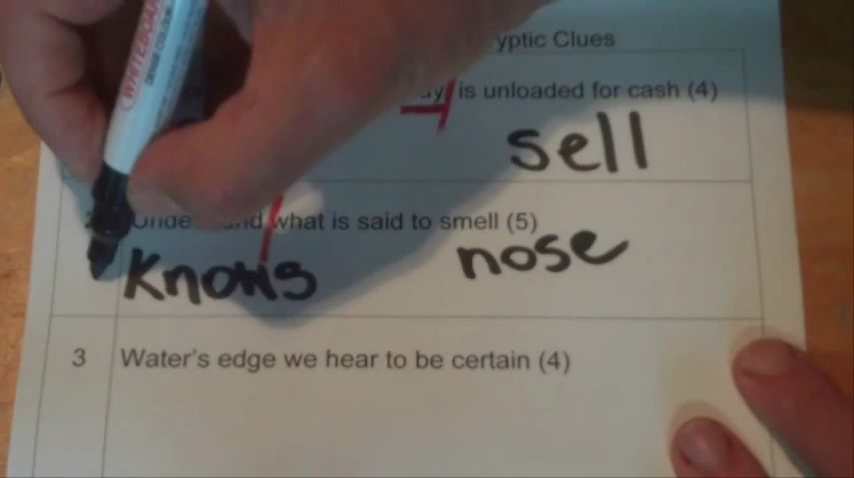 WHITEBOARD
yptic Clues
is unloaded for cash (4)
sell
what is said to smell (5)
Knows nose
3 Water's edge we hear to be certain (4)